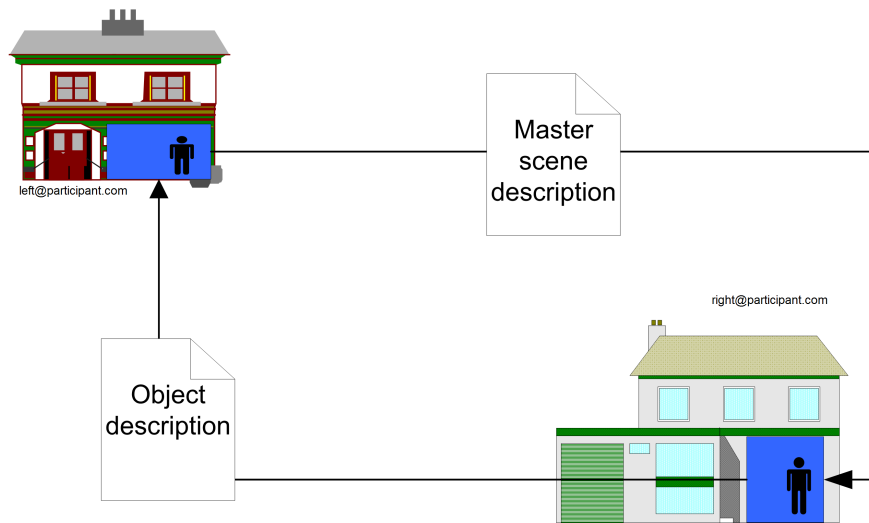 Master
scene
description
left@participant.com
right@participant.com
Object
description